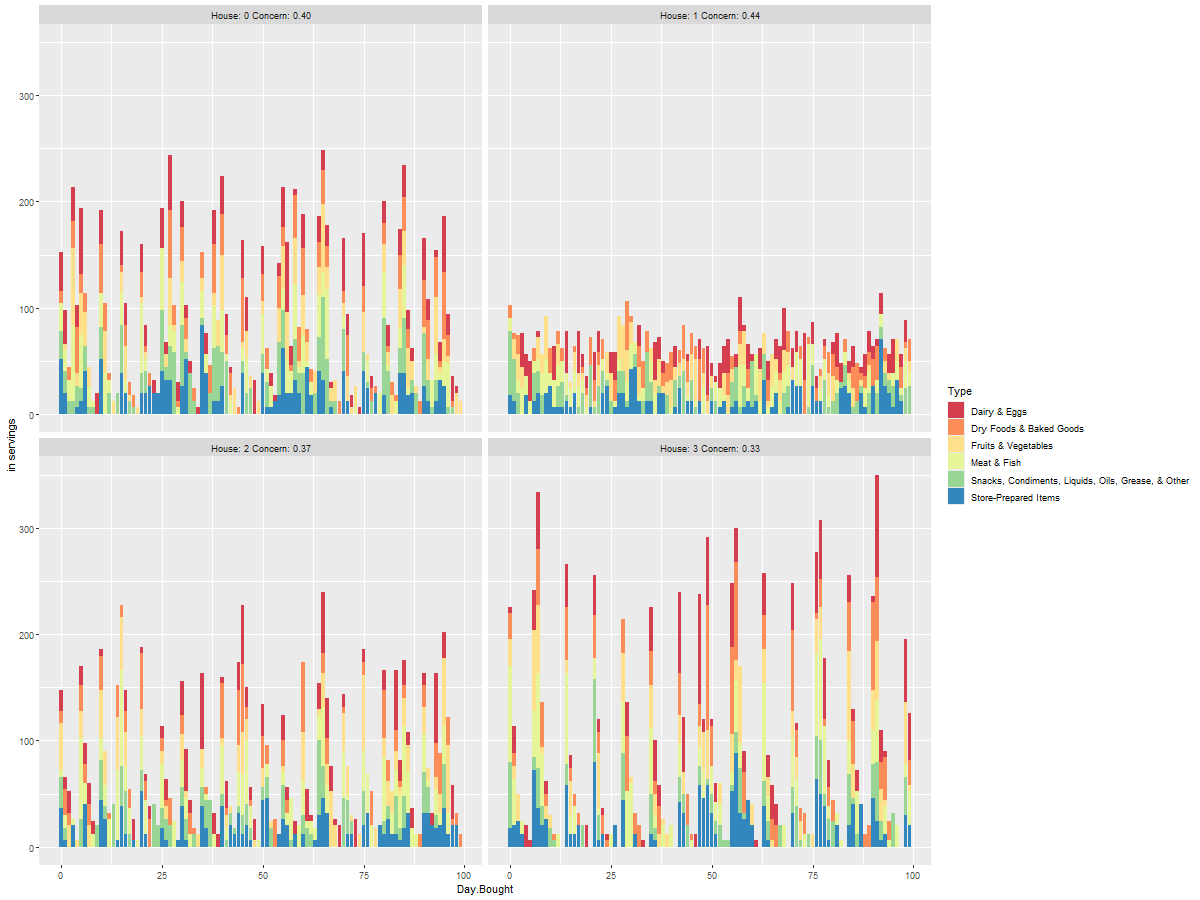 House: 0 Concern: 0.40
House: 1 Concern: 0.44
300
200
100
0
House: 2 Concern: 0.37
House: 3 Concern: 0.33
300
200
100
0
in servings
0 25 50 75 100
0 25 50 75 100
Day.Bought
Type
Dairy & Eggs
Dry Foods & Baked Goods
Fruits & Vegetables
Meat & Fish
Snacks, Condiments, Liquids, Oils, Grease, & Other
Store-Prepared Items